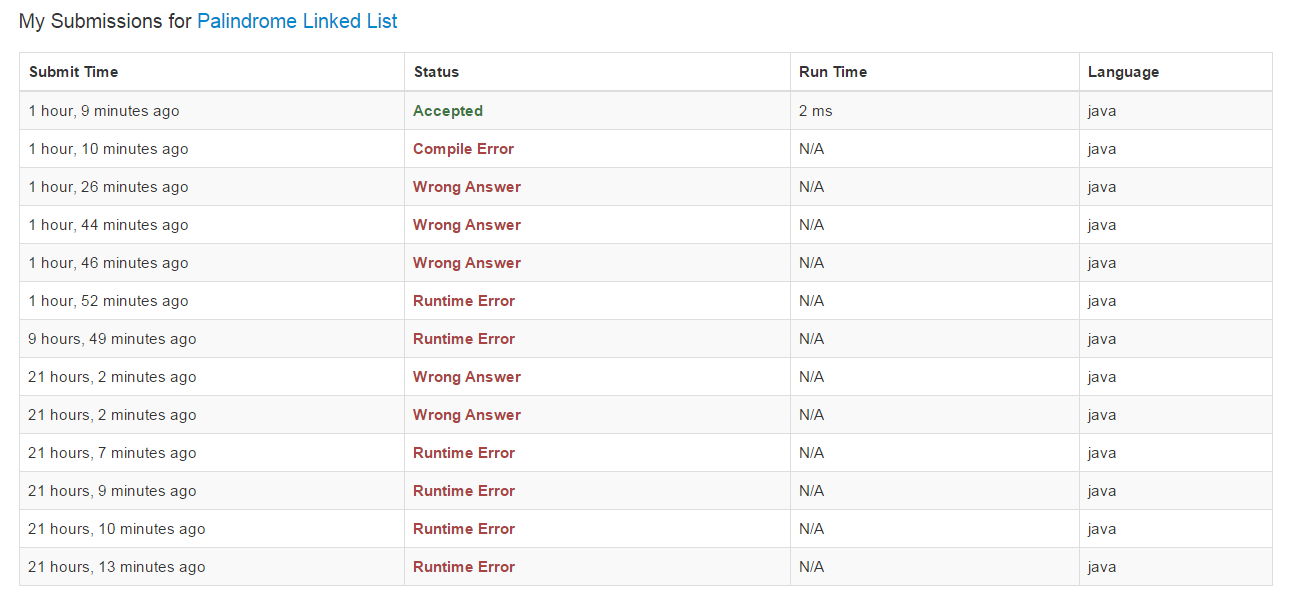 My Submissions for Palindrome Linked List
Submit Time Status Run Time Language
1 hour, 9 minutes ago Accepted 2 ms java
1 hour, 10 minutes ago Compile Error N/A java
1 hour, 26 minutes ago Wrong Answer N/A java
1 hour, 44 minutes ago Wrong Answer N/A java
1 hour, 46 minutes ago Wrong Answer N/A java
1 hour, 52 minutes ago Runtime Error N/A java
9 hours, 49 minutes ago Runtime Error N/A java
21 hours, 2 minutes ago Wrong Answer N/A java
21 hours, 2 minutes ago Wrong Answer N/A java
21 hours, 7 minutes ago Runtime Error N/A java
21 hours, 9 minutes ago Runtime Error N/A java
21 hours, 10 minutes ago Runtime Error N/A java
21 hours, 13 minutes ago Runtime Error N/A java